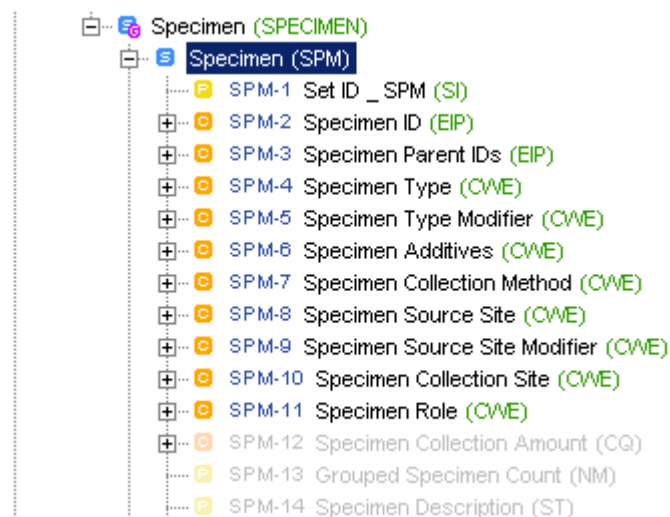 Specimen (SPECIMEN)
Specimen (SPM)
SPM-1 Set ID _ SPM (SI)
SPM-2 Specimen ID (EIP)
SPM-3 Specimen Parent IDs (EIP)
SPM-4 Specimen Type (CWE)
SPM-5 Specimen Type Modifier (CWE)
SPM-6 Specimen Additives (CWE)
SPM-7 Specimen Collection Method (CWE)
SPM-8 Specimen Source Site (CWE)
SPM-9 Specimen Source Site Modifier (CWE)
SPM-10 Specimen Collection Site (CWE)
SPM-11 Specimen Role (CWE)
SPM-12 Specimen Collection Amount (CQ)
SPM-13 Grouped Specimen Count (NM)
SPM-14 Specimen Description (ST)